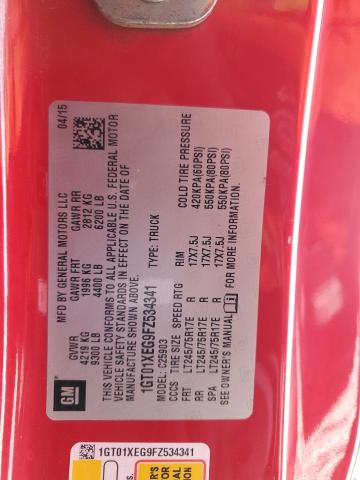 04/15
GM
MFD BY GENERAL MOTORS LLC
GVWR GAWR FRT GAWR RR
4219 KG 1996 KG 2812 KG
9300 LB 4400 LB 6200 LB
THIS VEHICLE CONFORMS TO ALL APPLICABLE U.S. FEDERAL MOTOR
VEHICLE SAFETY STANDARDS IN EFFECT ON THE DATE OF
MANUFACTURE SHOWN ABOVE.
1GT01XEG9FZ534341 TYPE: TRUCK
MODEL: C25903
CCCS TIRE SIZE SPEED RTG RIM COLD TIRE PRESSURE
FRT LT245/75R17E R 17X7.5J 420KPA(60PSI)
RR LT245/75R17E R 17X7.5J 550KPA(80PSI)
SPA LT245/75R17E R 17X7.5J 550KPA(80PSI)
SEE OWNER'S MANUAL FOR MORE INFORMATION.
1GT01XEG9FZ534341